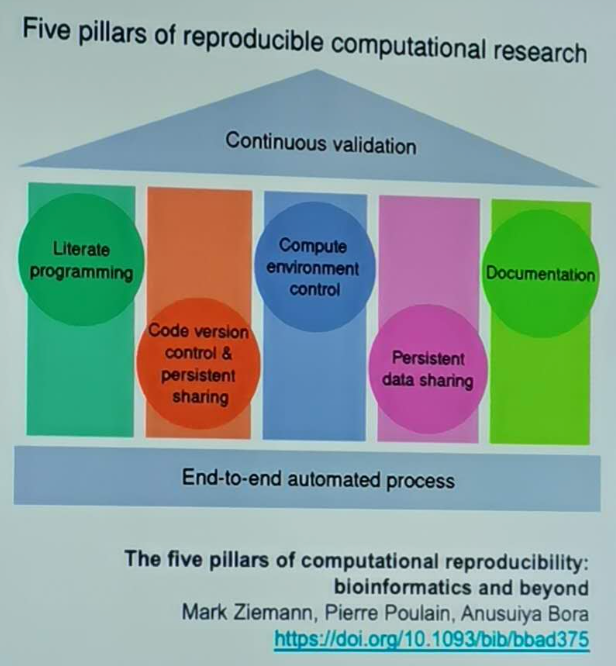 Five pillars of reproducible computational research
Continuous validation
Literate
programming
Code version
control &
persistent
sharing
Compute
environment
control
Persistent
data sharing
Documentation
End-to-end automated process
The five pillars of computational reproducibility:
bioinformatics and beyond
Mark Ziemann, Pierre Poulain, Anusuiya Bora
https://doi.org/10.1093/bib/bbad375